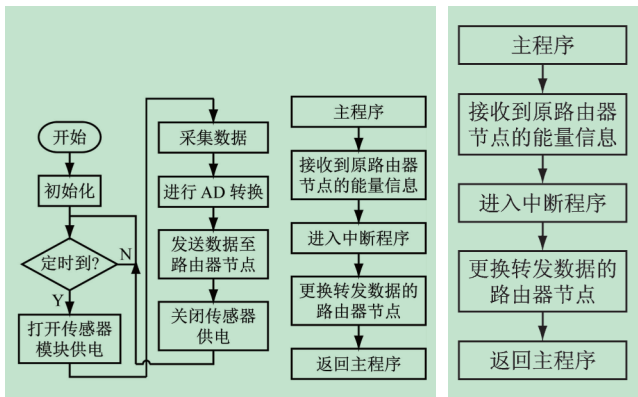 开始
初始化
定时到?
N
Y
打开传感器
模块供电
采集数据
进行 AD 转换
发送数据至
路由器节点
关闭传感器
供电
主程序
接收到原路由器
节点的能量信息
进入中断程序
更换转发数据的
路由器节点
返回主程序
主程序
接收到原路由器
节点的能量信息
进入中断程序
更换转发数据的
路由器节点
返回主程序